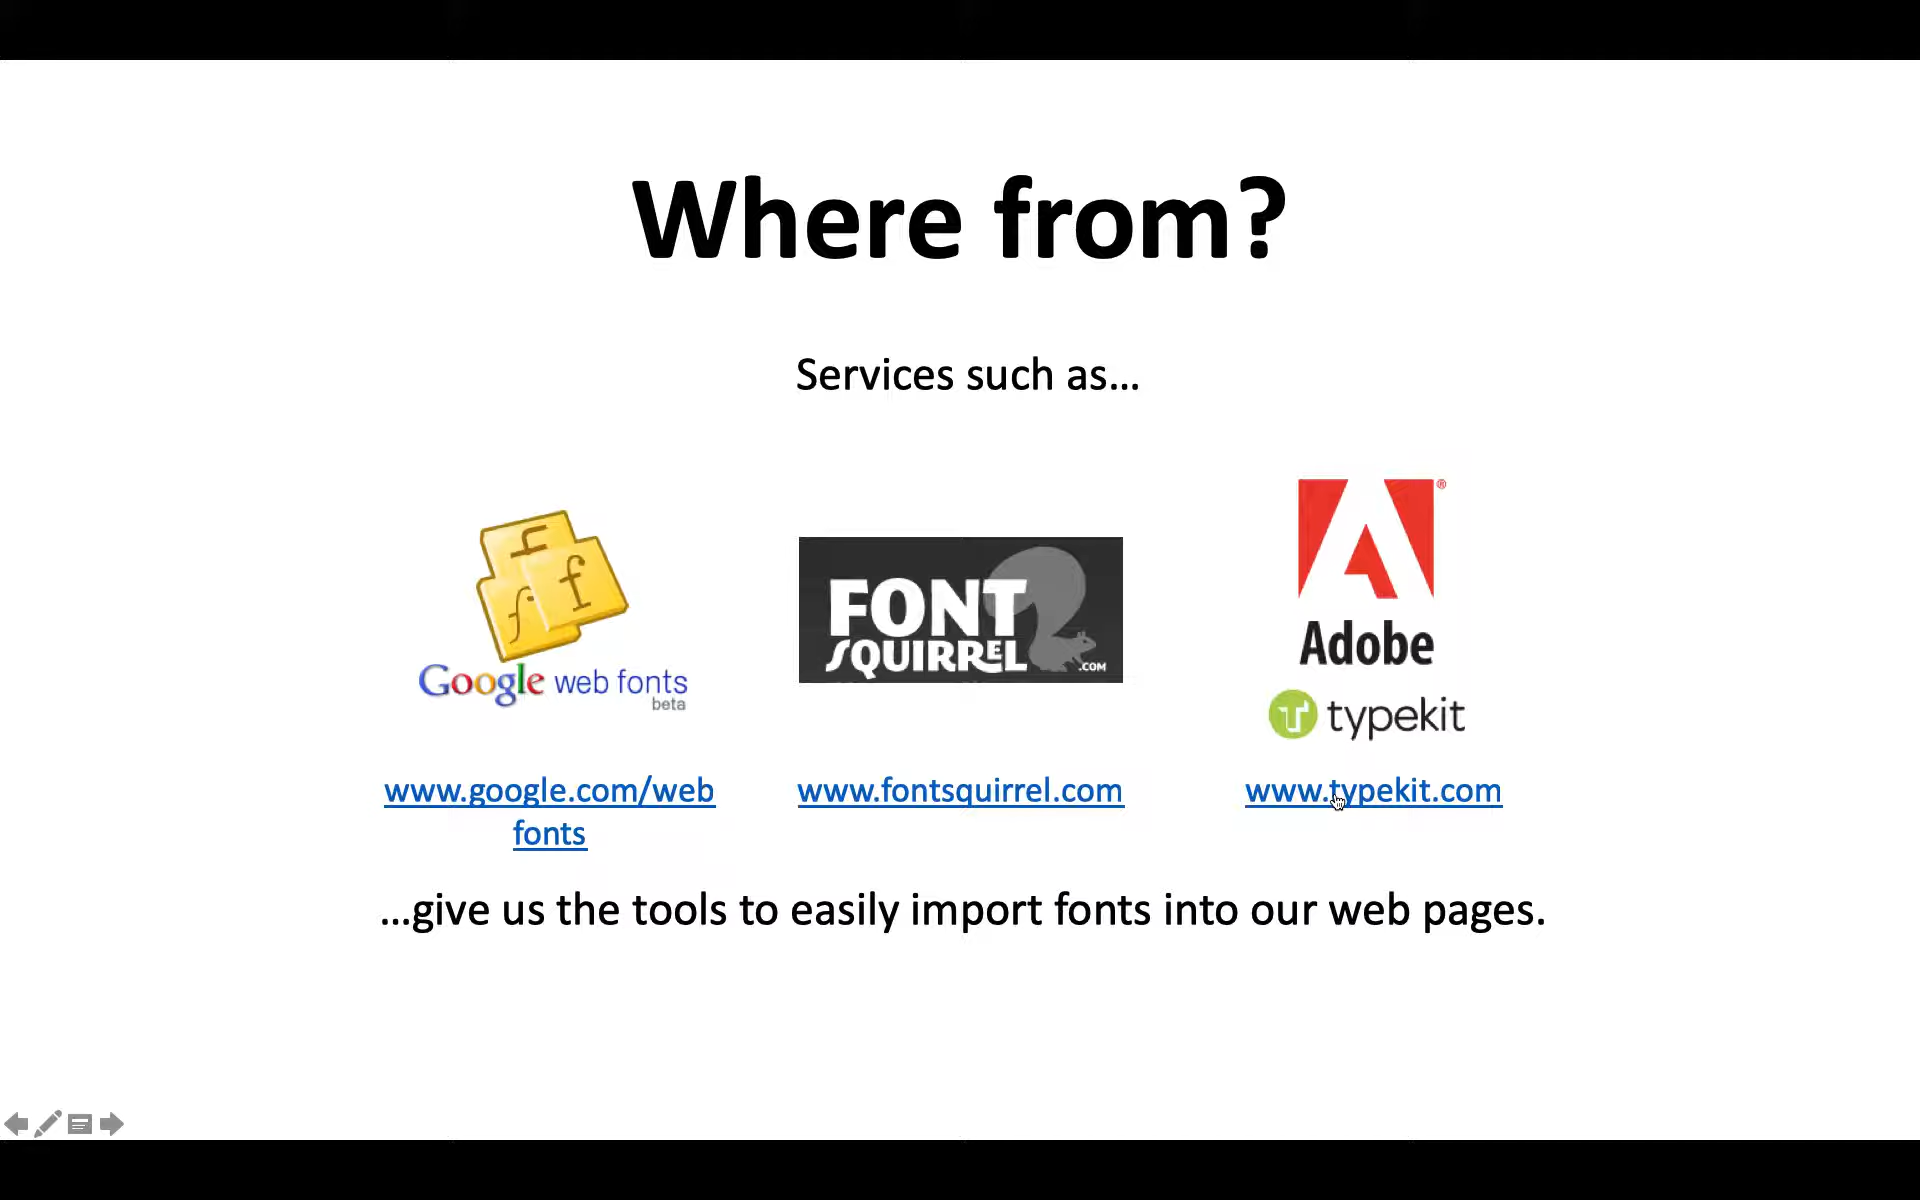 Where from?
Services such as...
f f f
Google web fonts
beta
FONT
SQUIRREL
.COM
®
Adobe
typekit
www.google.com/web
fonts
www.fontsquirrel.com
www.typekit.com
...give us the tools to easily import fonts into our web pages.